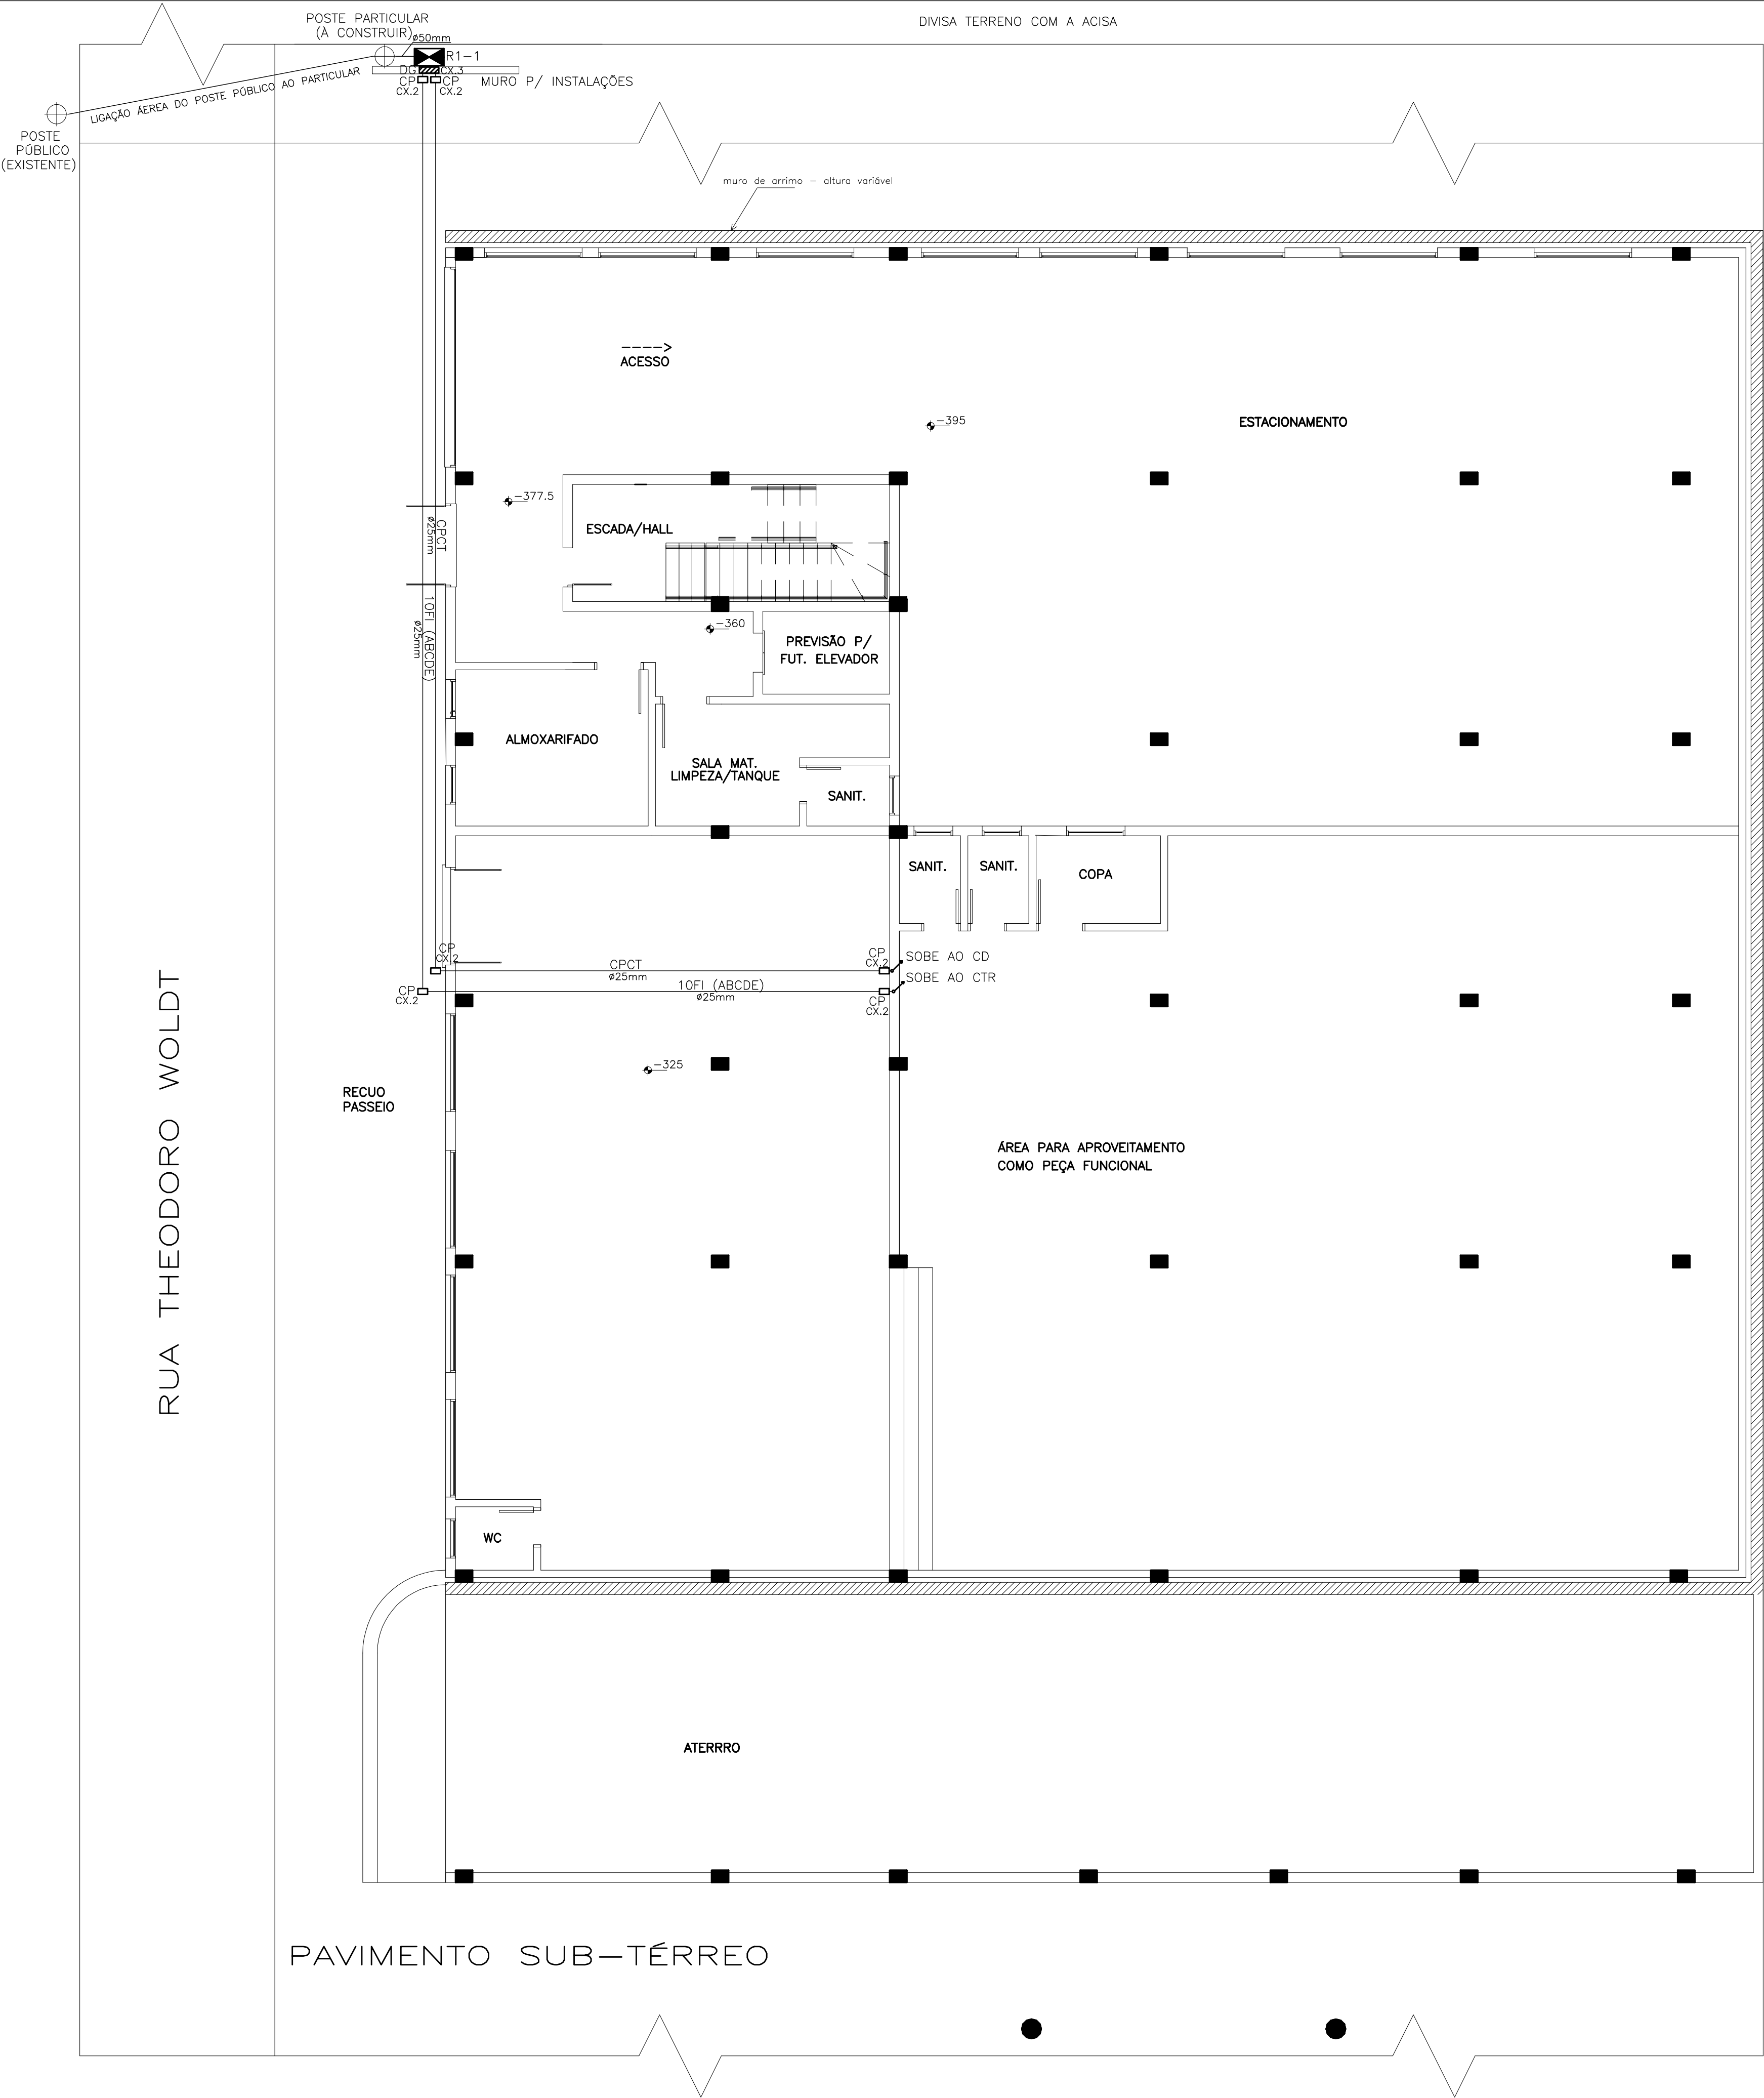 POSTE PARTICULAR
(À CONSTRUIR)
ø50mm
DIVISA TERRENO COM A ACISA
R1-1
DG
CX.3
CP
CX.2
CP
CX.2
MURO P/ INSTALAÇÕES
LIGAÇÃO ÁEREA DO POSTE PÚBLICO AO PARTICULAR
POSTE
PÚBLICO
(EXISTENTE)
muro de arrimo - altura variável
---->
ACESSO
-395
ESTACIONAMENTO
-377.5
ESCADA/HALL
CPCT
ø25mm
10FI (ABCDE)
ø25mm
-360
PREVISÃO P/
FUT. ELEVADOR
ALMOXARIFADO
SALA MAT.
LIMPEZA/TANQUE
SANIT.
SANIT.
SANIT.
COPA
CP
CX.2
CPCT
ø25mm
CP
CX.2
SOBE AO CD
CP
CX.2
10FI (ABCDE)
ø25mm
CP
CX.2
SOBE AO CTR
-325
RECUO
PASSEIO
RUA THEODORO WOLDT
ÁREA PARA APROVEITAMENTO
COMO PEÇA FUNCIONAL
WC
ATERRRO
PAVIMENTO SUB-TÉRREO